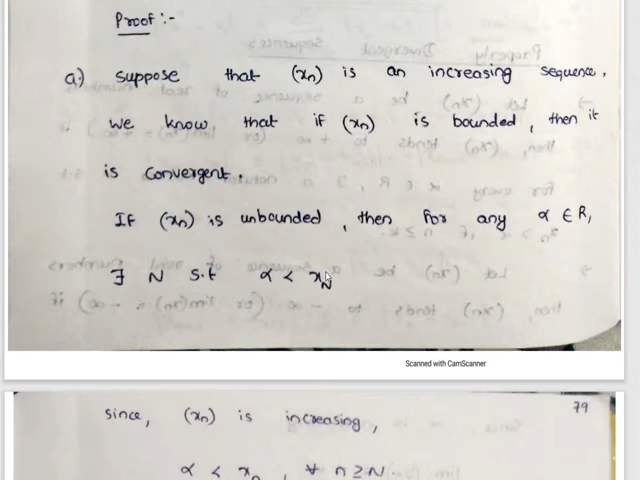 Proof :-
a.) suppose that (xn) is an increasing sequence,
we know that if (xn) is bounded, then it
is convergent.
If (xn) is unbounded, then for any α ∈ R,
∃ N s.t α < xN
Scanned with CamScanner
79
since, (xn) is increasing,
α < xn, ∀ n ≥ N.